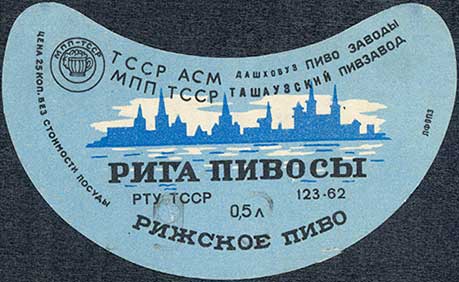 МПП-ТССР
ЦЕНА 25 КОП. БЕЗ СТОИМОСТИ ПОСУДЫ
ТССР АСМ ДАШХОВУЗ ПИВО ЗАВОДЫ
МПП ТССР ТАШАУЗСКИЙ ПИВЗАВОД
РИГА ПИВОСЫ
РТУ ТССР 123-62
0,5 л
РИЖСКОЕ ПИВО